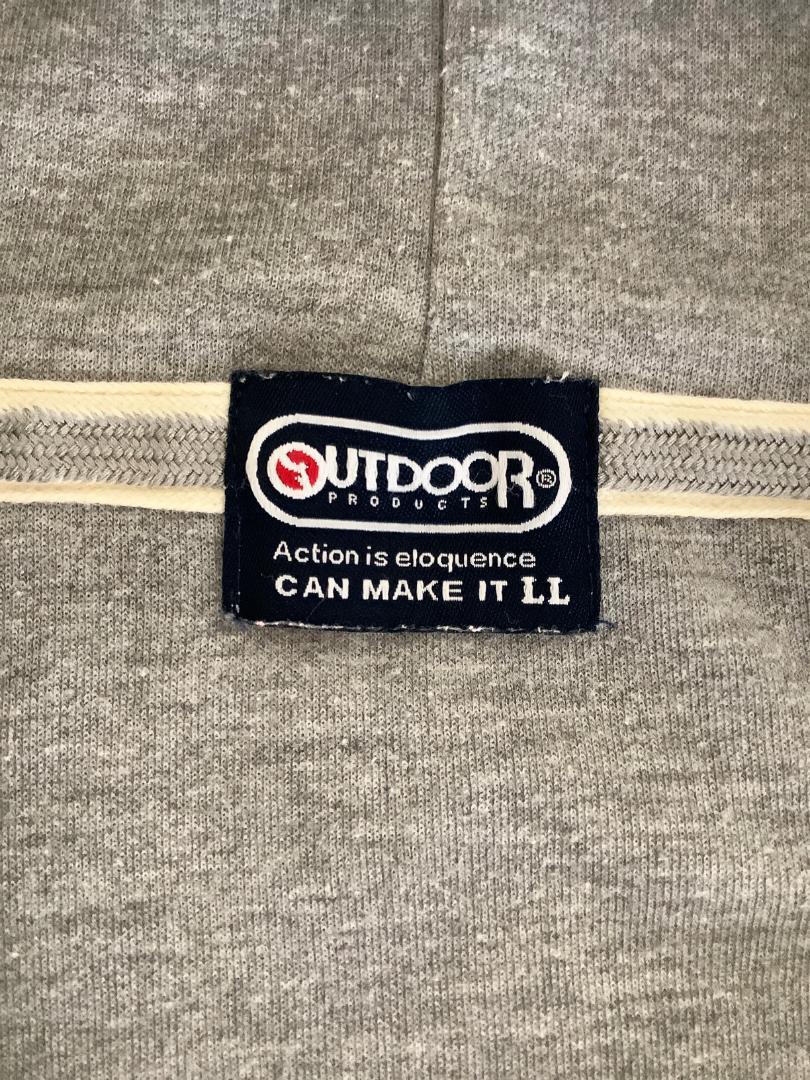 OUTDOOR®
PRODUCTS
Action is eloquence
CAN MAKE IT LL